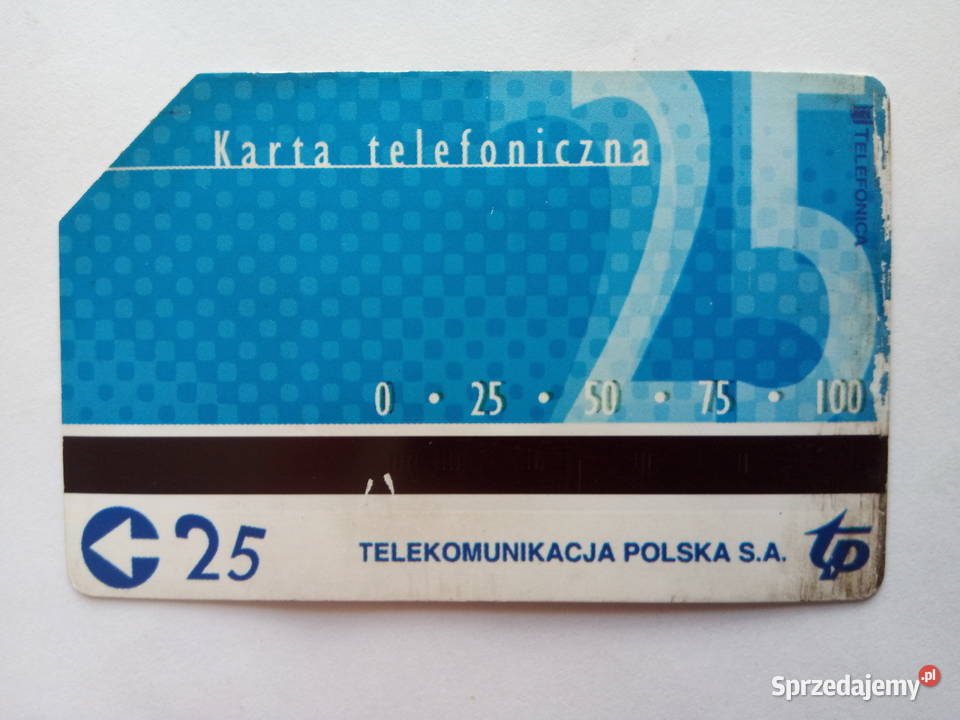 Karta telefoniczna
25
TELEFONICA
0 • 25 • 50 • 75 • 100
25
TELEKOMUNIKACJA POLSKA S.A.
tp
Sprzedajemy.pl